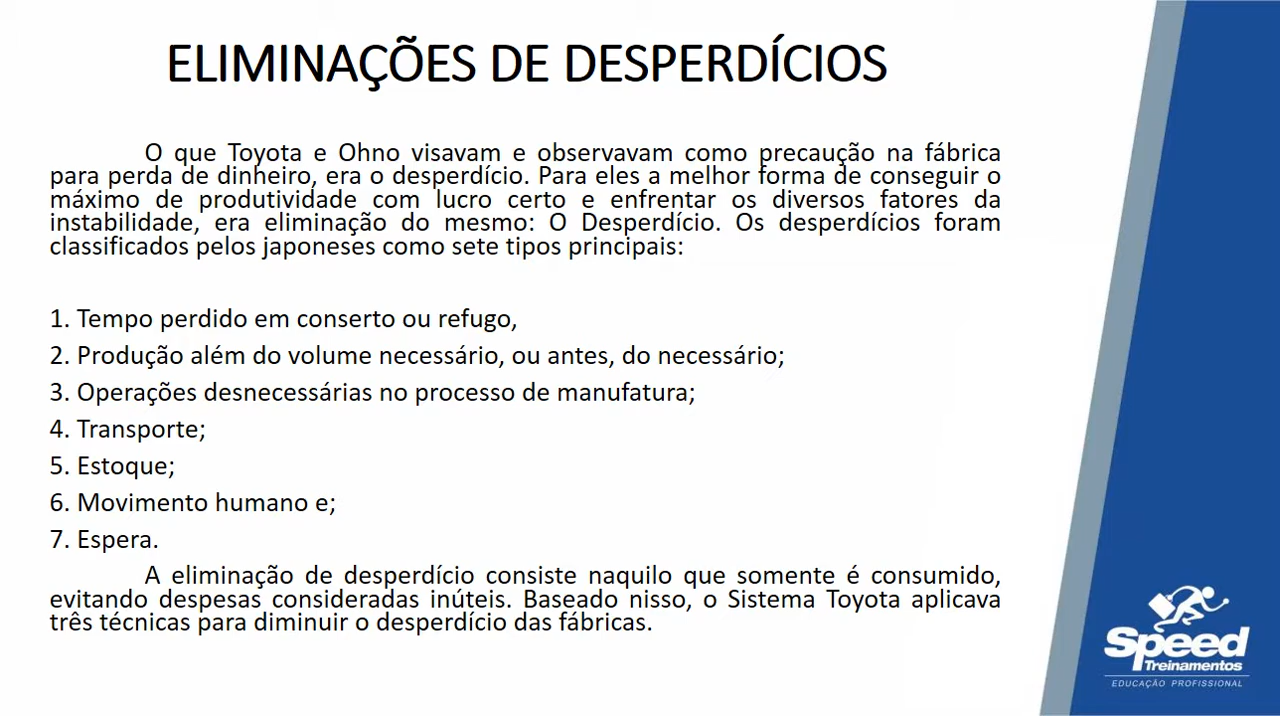 ELIMINAÇÕES DE DESPERDÍCIOS
O que Toyota e Ohno visavam e observavam como precaução na fábrica
para perda de dinheiro, era o desperdício. Para eles a melhor forma de conseguir o
máximo de produtividade com lucro certo e enfrentar os diversos fatores da
instabilidade, era eliminação do mesmo: O Desperdício. Os desperdícios foram
classificados pelos japoneses como sete tipos principais:
1. Tempo perdido em conserto ou refugo,
2. Produção além do volume necessário, ou antes, do necessário;
3. Operações desnecessárias no processo de manufatura;
4. Transporte;
5. Estoque;
6. Movimento humano e;
7. Espera.
A eliminação de desperdício consiste naquilo que somente é consumido,
evitando despesas consideradas inúteis. Baseado nisso, o Sistema Toyota aplicava
três técnicas para diminuir o desperdício das fábricas.
Speed
Treinamentos
EDUCAÇÃO PROFISSIONAL